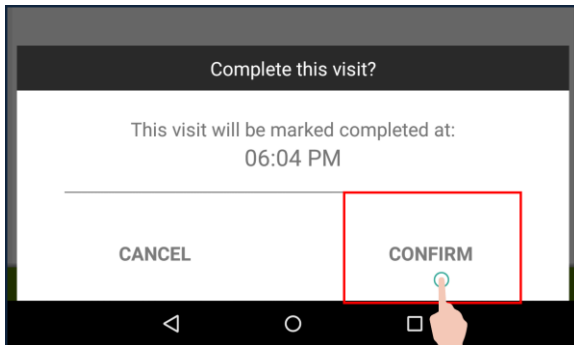 Complete this visit?
This visit will be marked completed at:
06:04 PM
CANCEL
CONFIRM